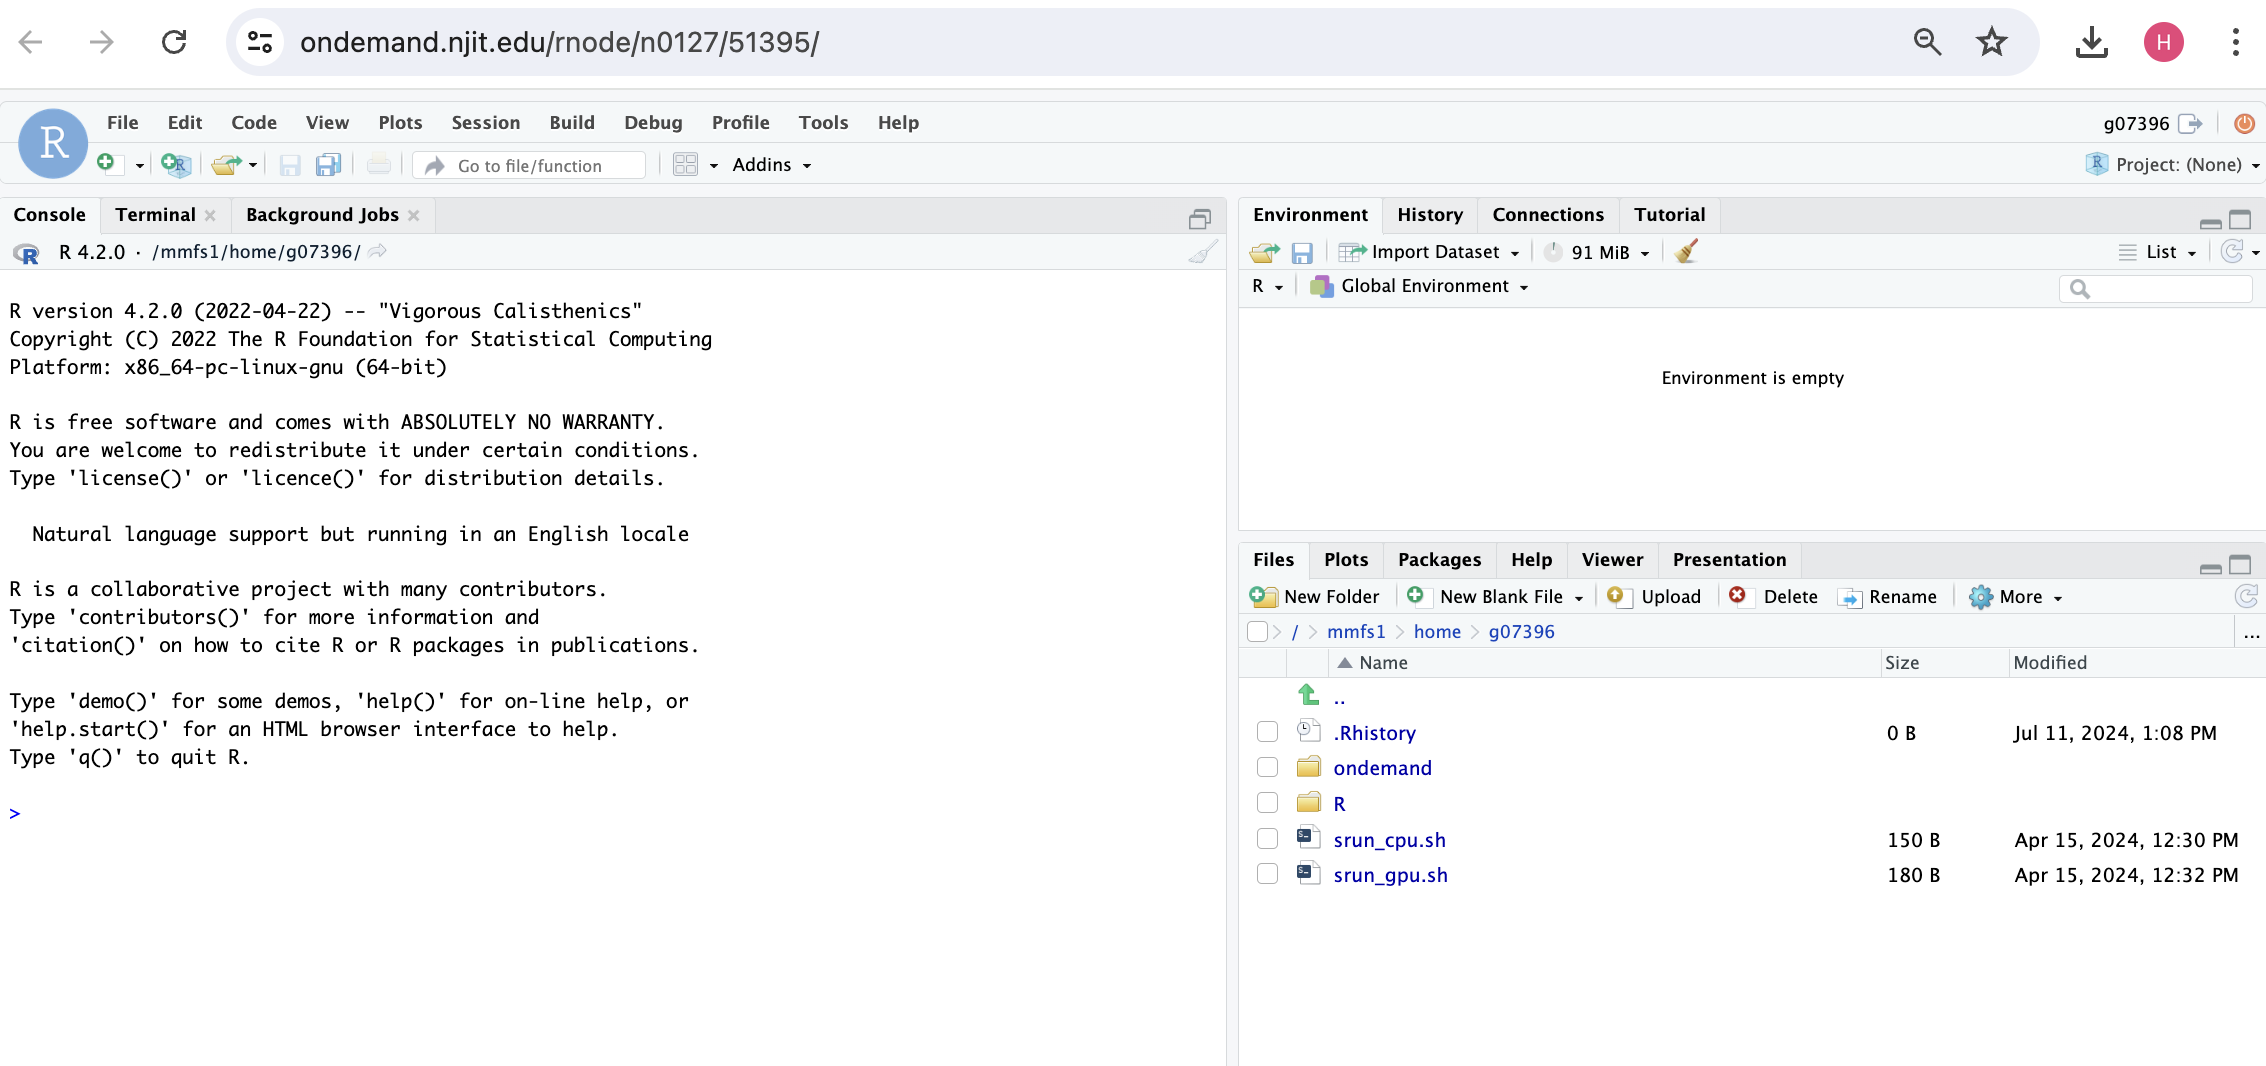 ondemand.njit.edu/rnode/n0127/51395/
H
R
File Edit Code View Plots Session Build Debug Profile Tools Help
g07396
Go to file/function
Addins
Project: (None)
Console Terminal Background Jobs
R 4.2.0 · /mmfs1/home/g07396/
R version 4.2.0 (2022-04-22) -- "Vigorous Calisthenics"
Copyright (C) 2022 The R Foundation for Statistical Computing
Platform: x86_64-pc-linux-gnu (64-bit)
R is free software and comes with ABSOLUTELY NO WARRANTY.
You are welcome to redistribute it under certain conditions.
Type 'license()' or 'licence()' for distribution details.
Natural language support but running in an English locale
R is a collaborative project with many contributors.
Type 'contributors()' for more information and
'citation()' on how to cite R or R packages in publications.
Type 'demo()' for some demos, 'help()' for on-line help, or
'help.start()' for an HTML browser interface to help.
Type 'q()' to quit R.
>
Environment History Connections Tutorial
Import Dataset 91 MiB List
R Global Environment
Environment is empty
Files Plots Packages Help Viewer Presentation
New Folder New Blank File Upload Delete Rename More
/ mmfs1 home g07396 ...
Name Size Modified
..
.Rhistory 0 B Jul 11, 2024, 1:08 PM
ondemand
R
srun_cpu.sh 150 B Apr 15, 2024, 12:30 PM
srun_gpu.sh 180 B Apr 15, 2024, 12:32 PM